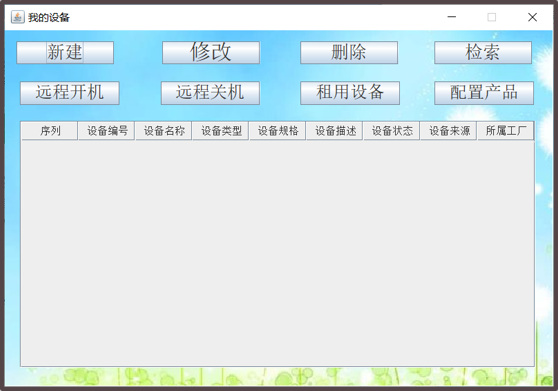 我的设备
新建 修改 删除 检索
远程开机 远程关机 租用设备 配置产品
序列 设备编号 设备名称 设备类型 设备规格 设备描述 设备状态 设备来源 所属工厂